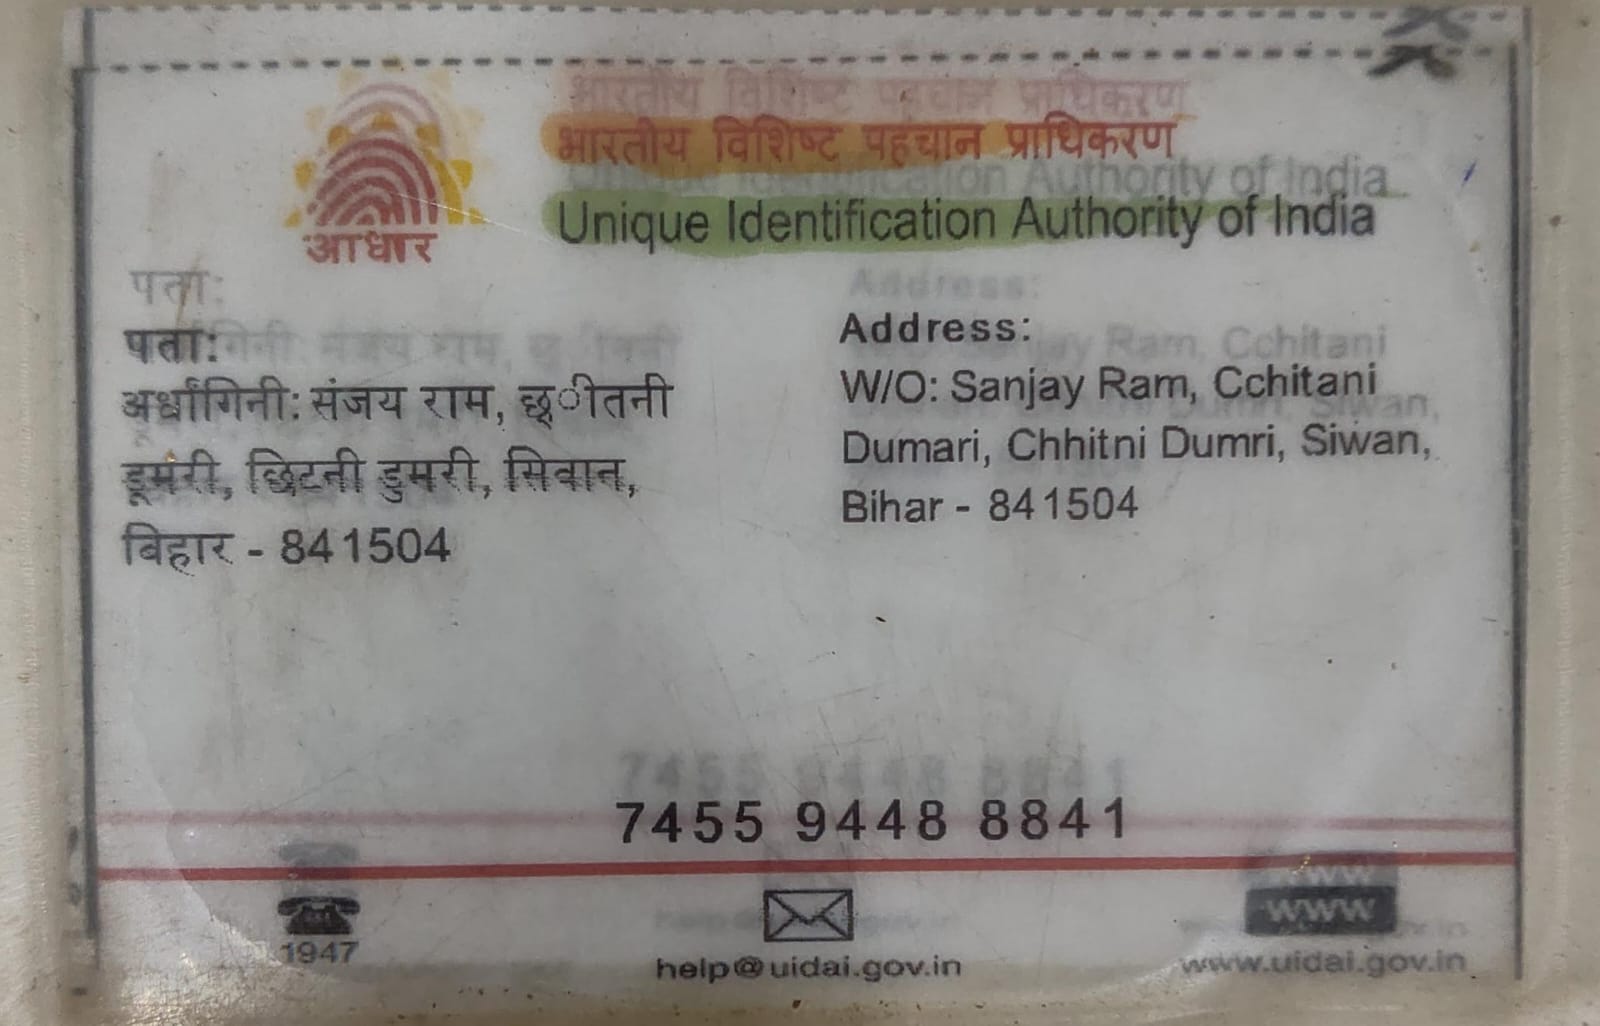 भारतीय विशिष्ट पहचान प्राधिकरण
Unique Identification Authority of India
आधार
पता:
अर्धांगिनी: संजय राम, छ्ीतनी
डूमरी, छिटनी डुमरी, सिवान,
बिहार - 841504
Address:
W/O: Sanjay Ram, Cchitani
Dumari, Chhitni Dumri, Siwan,
Bihar - 841504
7455 9448 8841
1947
help@uidai.gov.in
www
www.uidai.gov.in